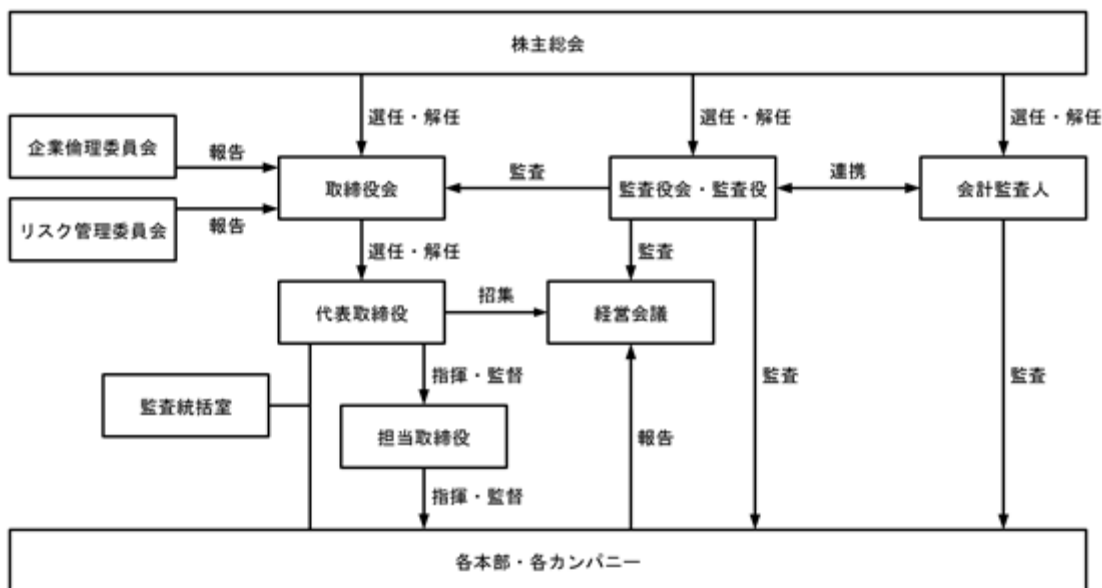 株主総会
選任・解任
選任・解任
選任・解任
企業倫理委員会
報告
取締役会
監査
監査役会・監査役
連携
会計監査人
リスク管理委員会
報告
選任・解任
監査
代表取締役
招集
経営会議
指揮・監督
監査
監査
監査統括室
担当取締役
報告
指揮・監督
各本部・各カンパニー